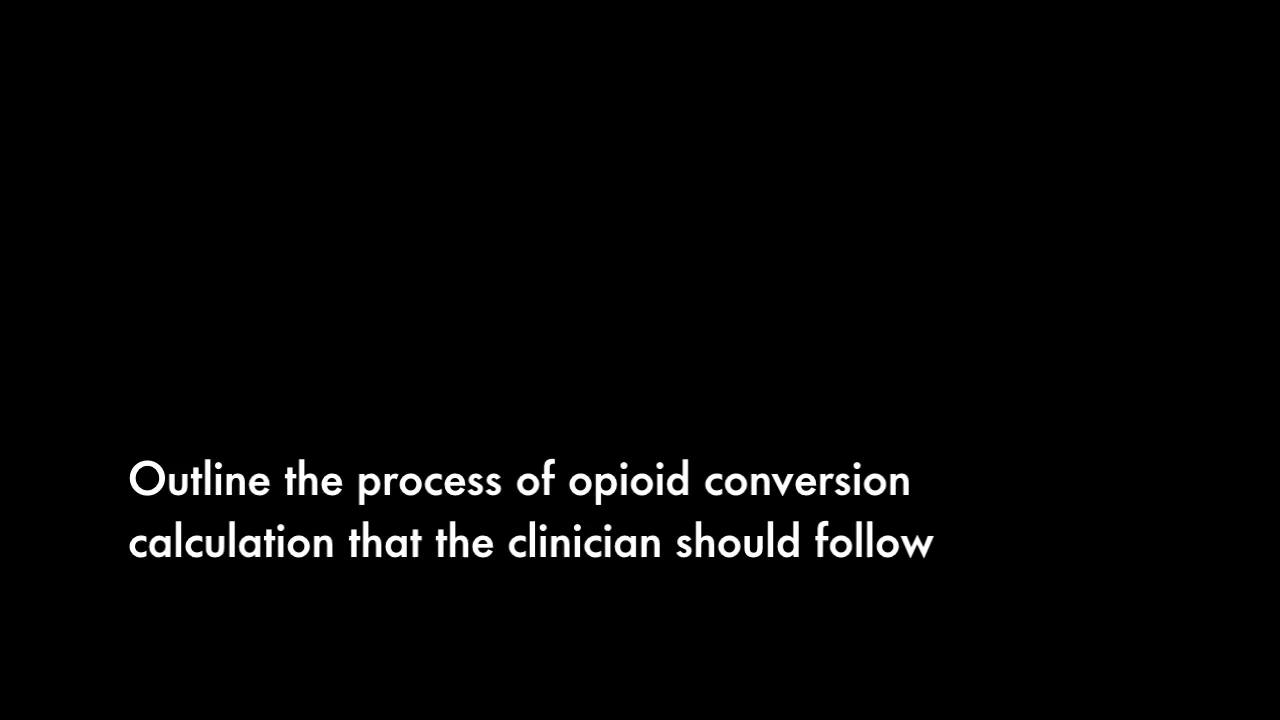 Outline the process of opioid conversion
calculation that the clinician should follow